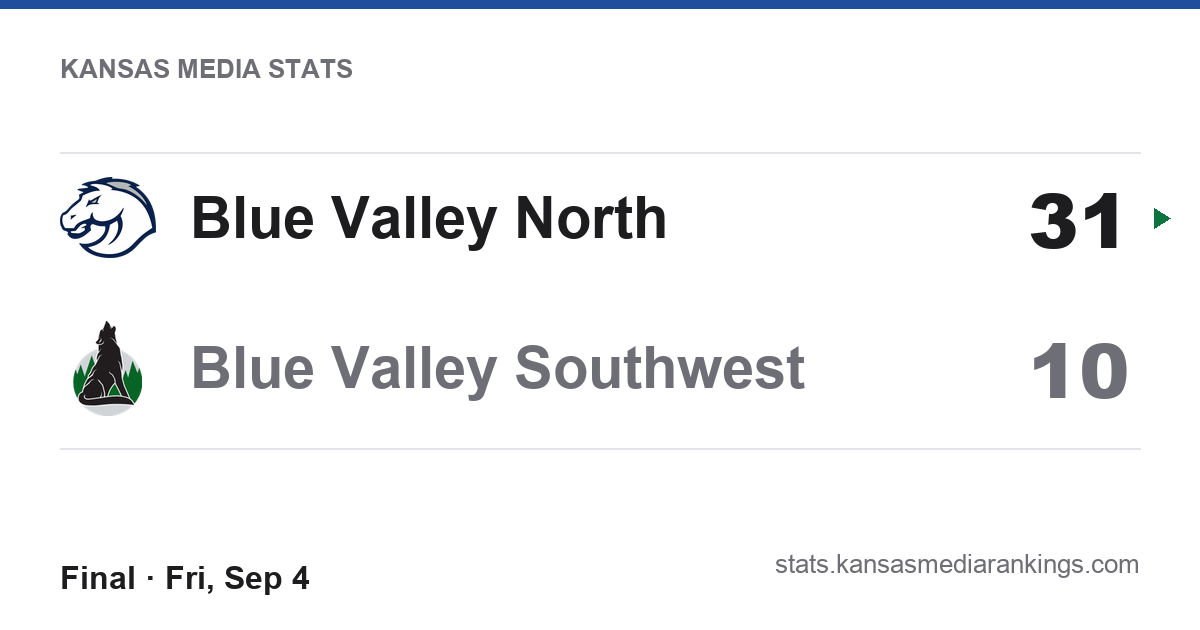 KANSAS MEDIA STATS
Blue Valley North 31
Blue Valley Southwest 10
Final · Fri, Sep 4
stats.kansasmediarankings.com